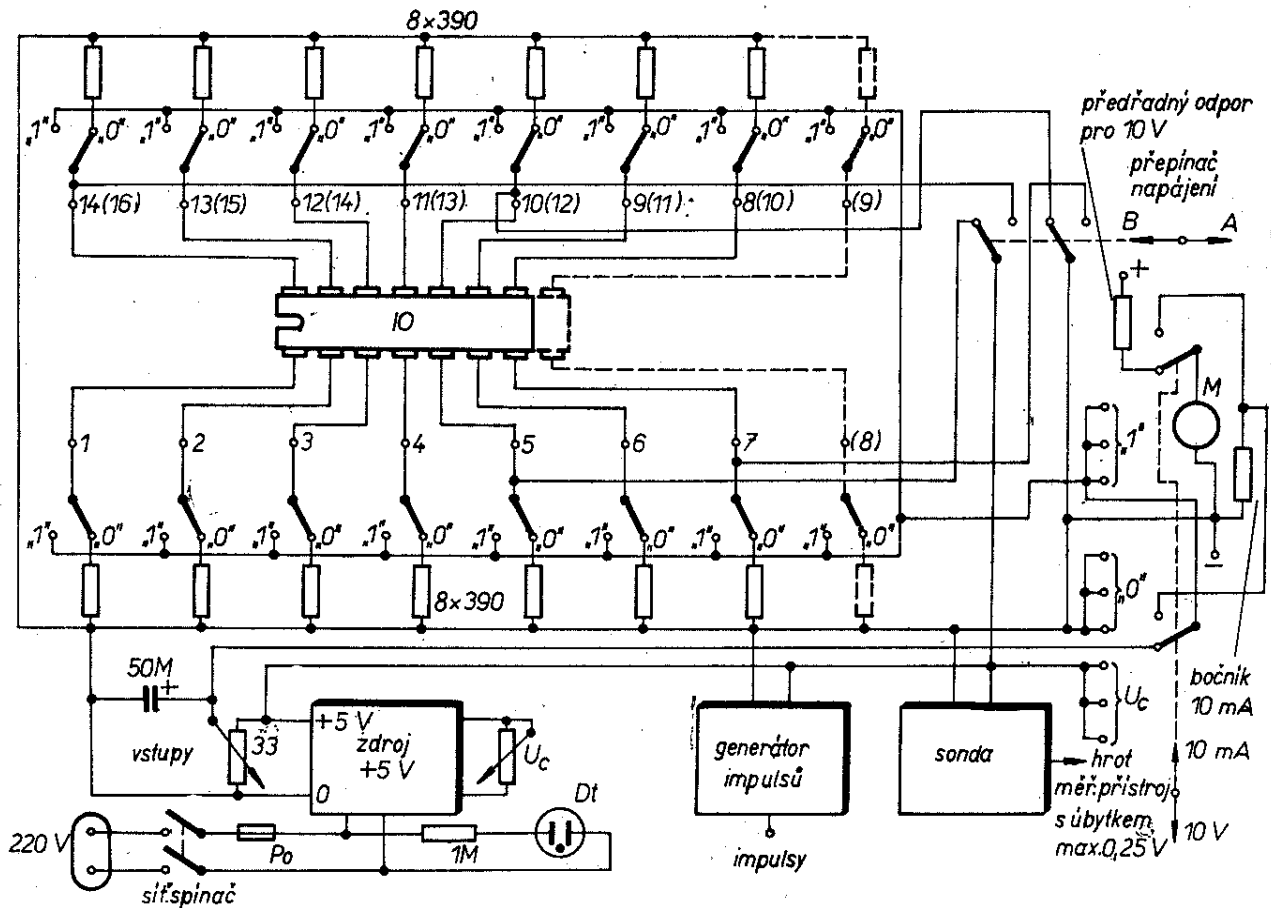 8×390
„1" „0" „1" „0" „1" „0" „1" „0" „1" „0" „1" „0" „1" „0" „1" „0"
předřadný odpor
pro 10 V
přepínač
napájení
14(16) 13(15) 12(14) 11(13) 10(12) 9(11) 8(10) (9)
B A
+
IO
M
1 2 3 4 5 6 7 (8)
„1"
„1" „0" „1" „0" „1" „0" „1" „0" „1" „0" „1" „0" „1" „0" „1" „0"
–
8×390
„0"
50M
+
bočník
10 mA
Uc
+5 V
33
vstupy
zdroj
+5 V
Uc
0
generátor
impulsů
sonda
10 mA
hrot
měř. přístroj
s úbytkem
max. 0,25 V
10 V
Dt
220 V
Po
1M
impulsy
síť. spínač